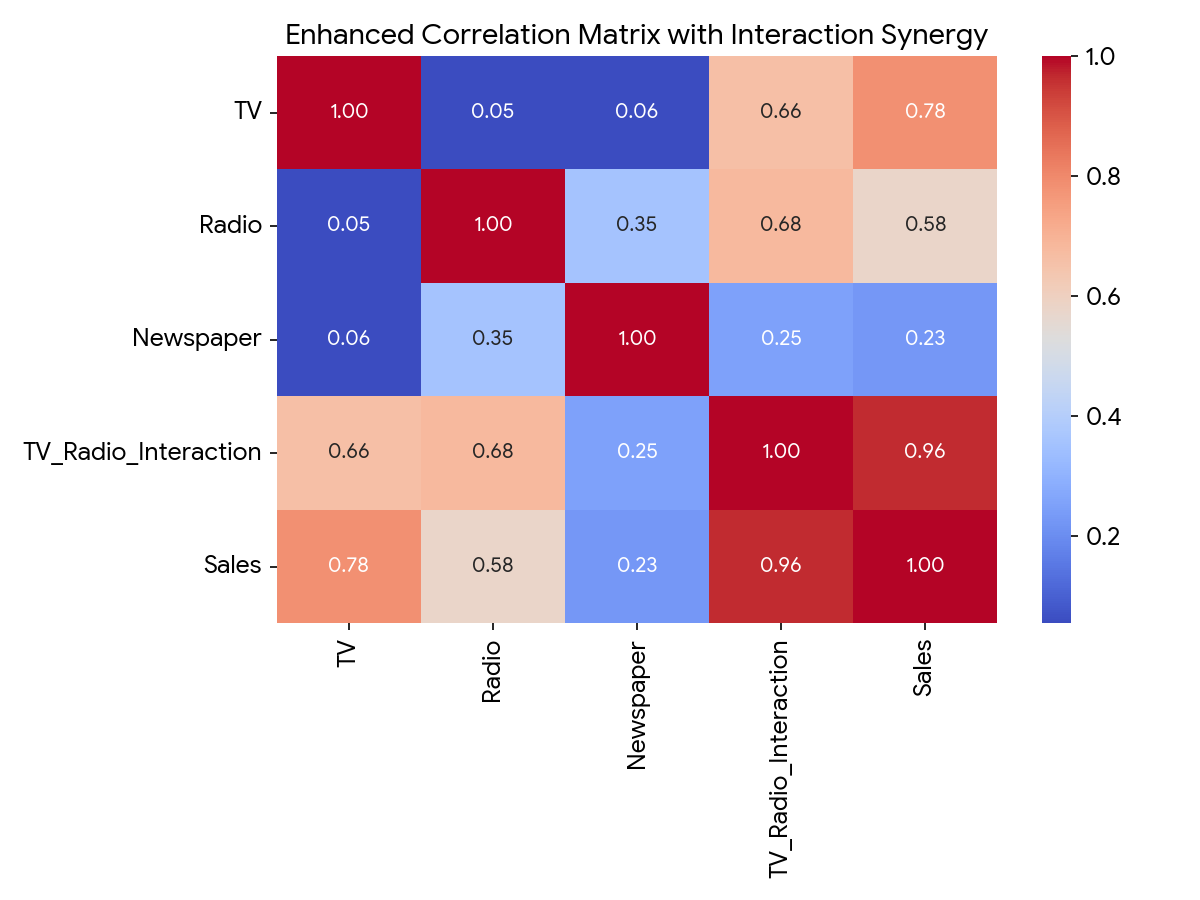 Enhanced Correlation Matrix with Interaction Synergy
TV 1.00 0.05 0.06 0.66 0.78
Radio 0.05 1.00 0.35 0.68 0.58
Newspaper 0.06 0.35 1.00 0.25 0.23
TV_Radio_Interaction 0.66 0.68 0.25 1.00 0.96
Sales 0.78 0.58 0.23 0.96 1.00
TV
Radio
Newspaper
TV_Radio_Interaction
Sales
1.0
0.8
0.6
0.4
0.2